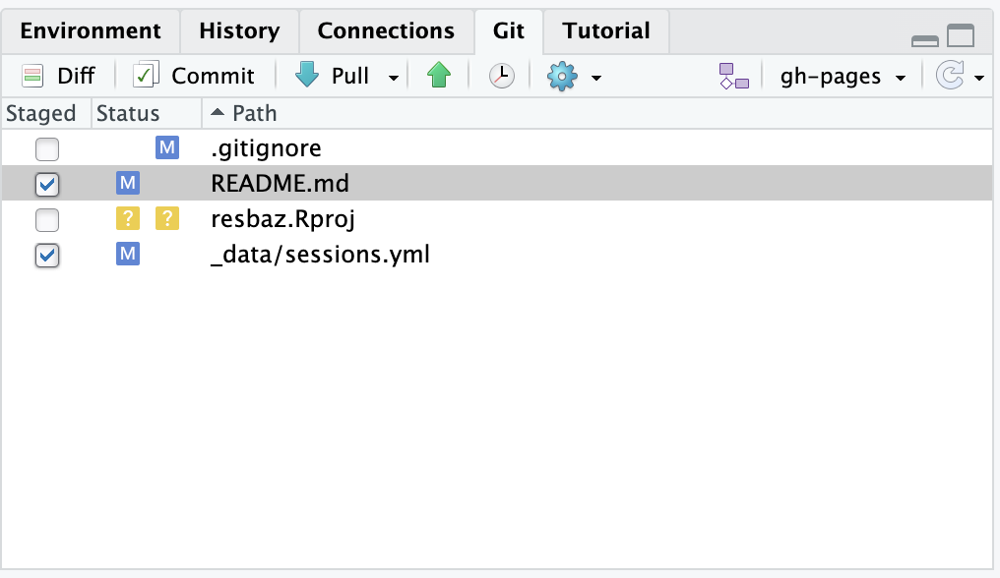 Environment History Connections Git Tutorial
Diff Commit Pull gh-pages
Staged Status Path
M .gitignore
M README.md
? ? resbaz.Rproj
M _data/sessions.yml